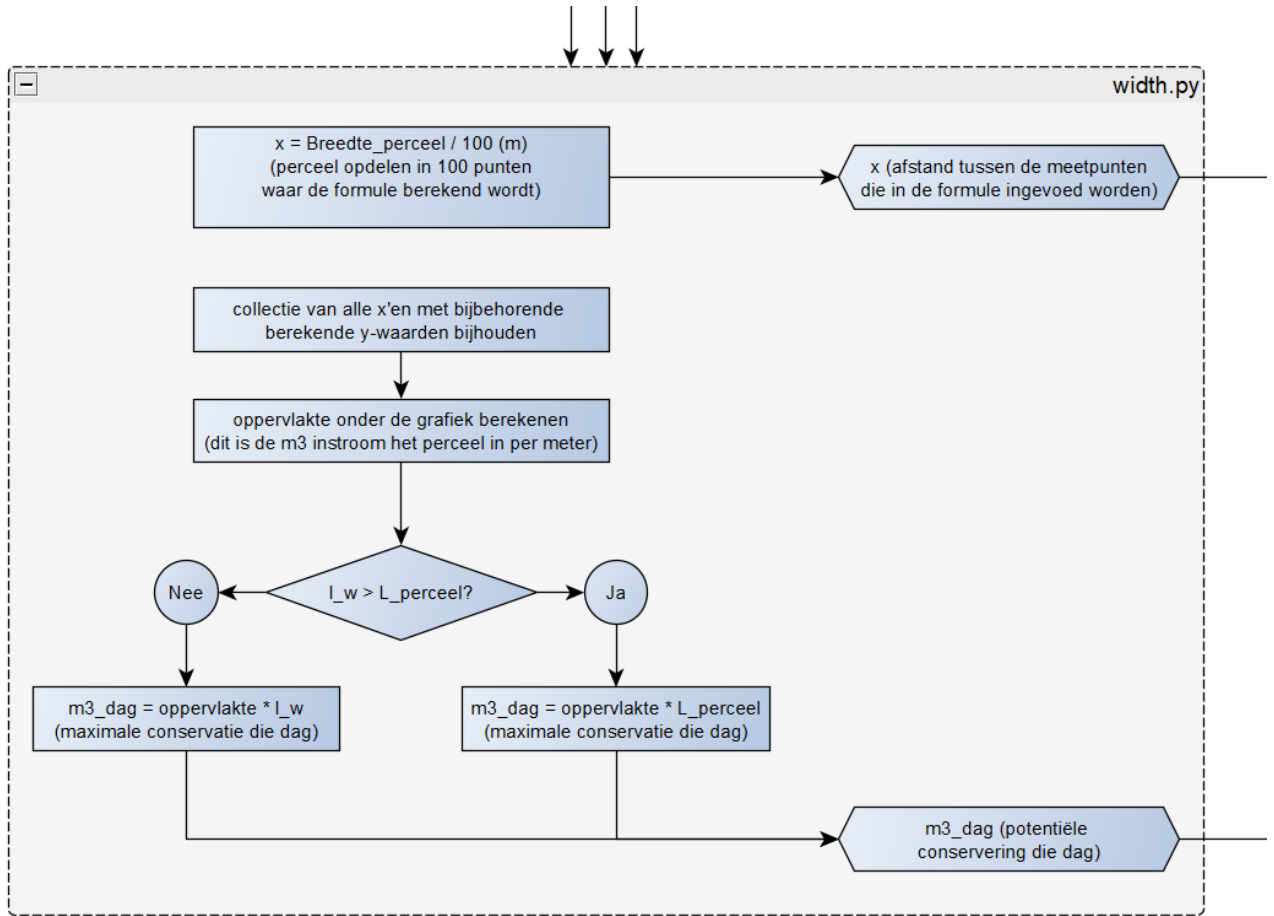 width.py
x = Breedte_perceel / 100 (m)
(perceel opdelen in 100 punten
waar de formule berekend wordt)
x (afstand tussen de meetpunten
die in de formule ingevoed worden)
collectie van alle x'en met bijbehorende
berekende y-waarden bijhouden
oppervlakte onder de grafiek berekenen
(dit is de m3 instroom het perceel in per meter)
Nee
l_w > L_perceel?
Ja
m3_dag = oppervlakte * l_w
(maximale conservatie die dag)
m3_dag = oppervlakte * L_perceel
(maximale conservatie die dag)
m3_dag (potentiële
conservering die dag)